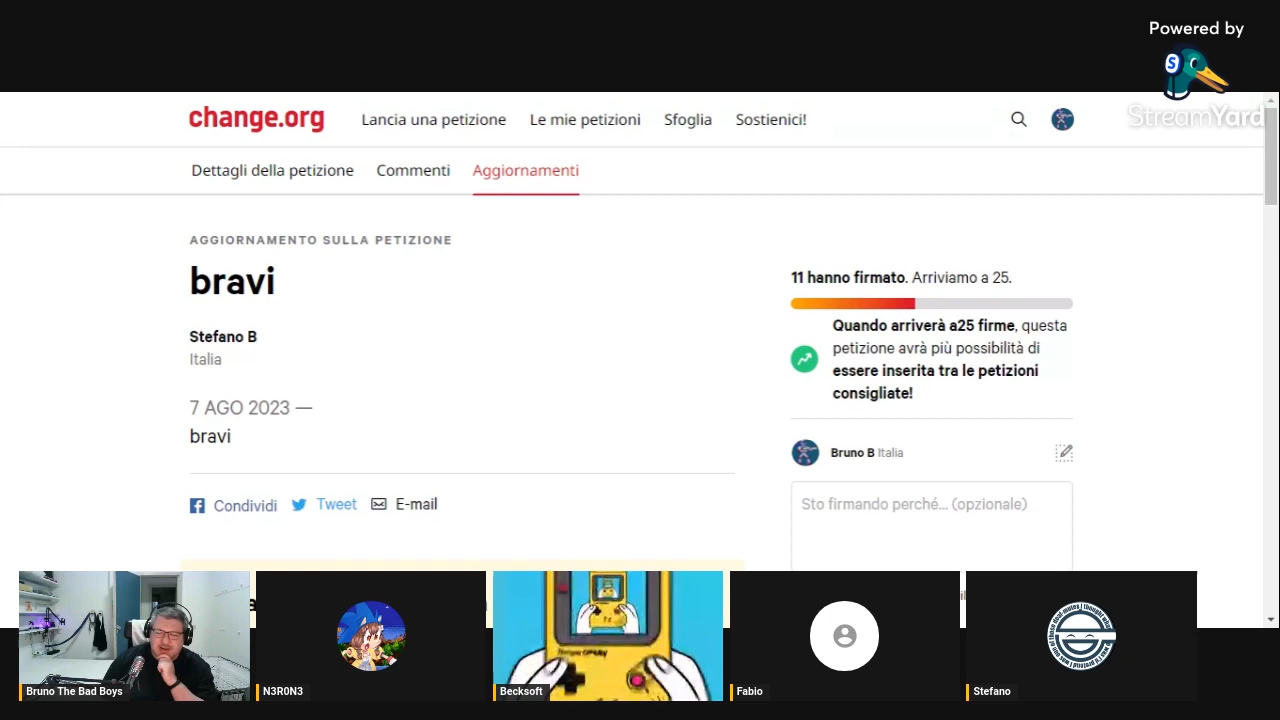 Powered by
StreamYard
change.org
Lancia una petizione
Le mie petizioni
Sfoglia
Sostienici!
Dettagli della petizione
Commenti
Aggiornamenti
AGGIORNAMENTO SULLA PETIZIONE
bravi
Stefano B
Italia
7 AGO 2023 —
bravi
Condividi
Tweet
E-mail
11 hanno firmato. Arriviamo a 25.
Quando arriverà a25 firme, questa
petizione avrà più possibilità di
essere inserita tra le petizioni
consigliate!
Bruno B Italia
Sto firmando perché... (opzionale)
Bruno The Bad Boys
N3R0N3
Becksoft
Fabio
Stefano